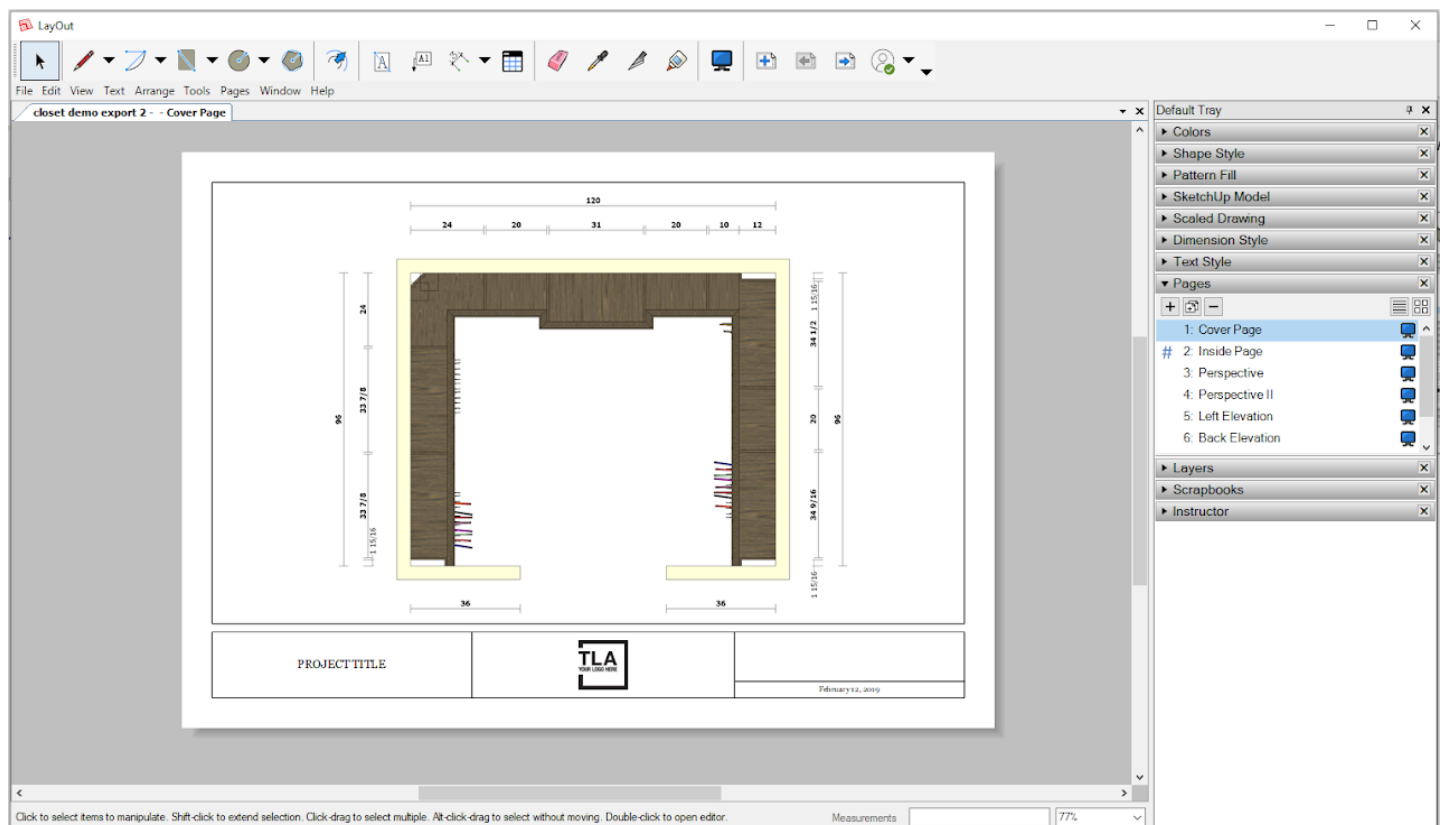 LayOut
A A1
File Edit View Text Arrange Tools Pages Window Help
closet demo export 2 - - Cover Page
120
24 20 31 20 10 12
96
24
33 7/8
33 7/8
1 15/16
1 15/16
34 1/2
20
34 9/16
1 15/16
96
36 36
PROJECT TITLE
TLA
YOUR LOGO HERE
February 12, 2019
Default Tray
Colors
Shape Style
Pattern Fill
SketchUp Model
Scaled Drawing
Dimension Style
Text Style
Pages
# 1: Cover Page
2: Inside Page
3: Perspective
4: Perspective II
5: Left Elevation
6: Back Elevation
Layers
Scrapbooks
Instructor
Click to select items to manipulate. Shift-click to extend selection. Click-drag to select multiple. Alt-click-drag to select without moving. Double-click to open editor.
Measurements
77%